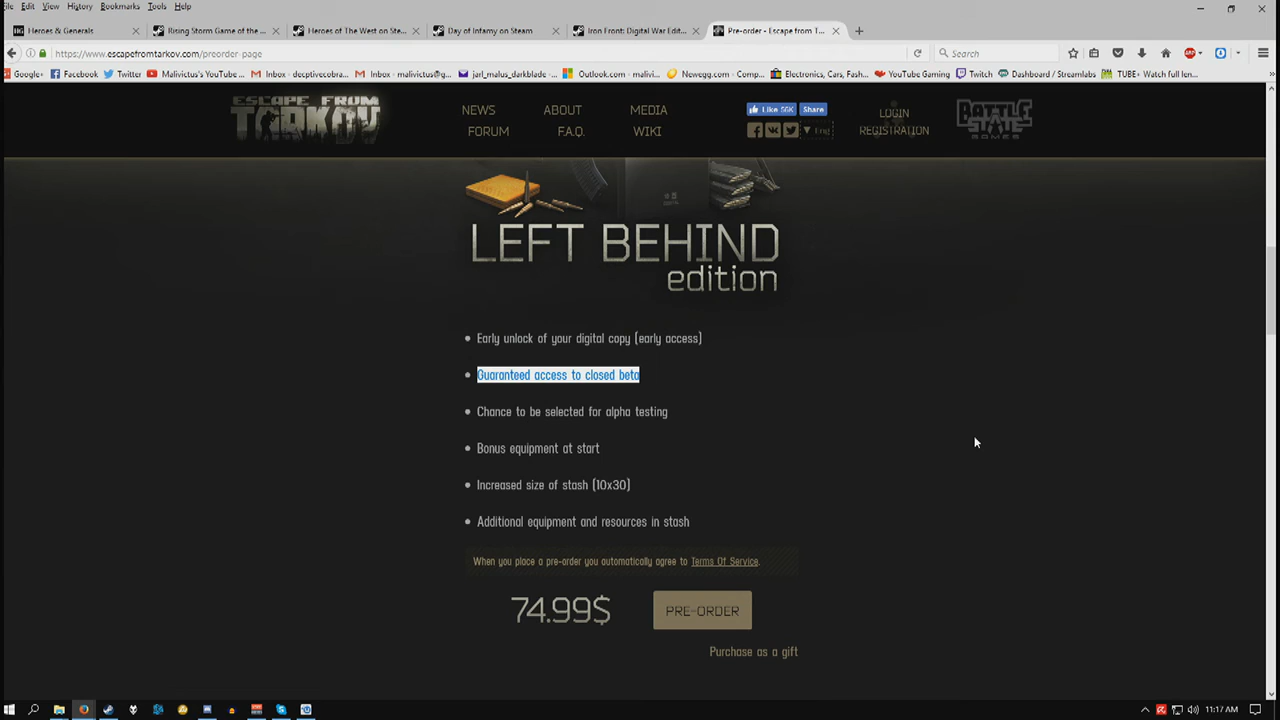 File Edit View History Bookmarks Tools Help
Heroes & Generals
Rising Storm Game of the ...
Heroes of The West on Ste...
Day of Infamy on Steam
Iron Front: Digital War Edit...
Pre-order - Escape from T...
https://www.escapefromtarkov.com/preorder-page
Search
Google+ Facebook Twitter Malivictus's YouTube ... Inbox - decptivecobra... Inbox - malivictus@g... jarl_malus_darkblade - ... Outlook.com - malivi... Newegg.com - Comp... Electronics, Cars, Fash... YouTube Gaming Twitch Dashboard / Streamlabs TUBE+ Watch full len...
ESCAPE FROM
TARKOV
NEWS ABOUT MEDIA
FORUM F.A.Q. WIKI
Like 56K Share
Eng
LOGIN
REGISTRATION
BATTLE
STATE
GAMES
LEFT BEHIND
edition
Early unlock of your digital copy (early access)
Guaranteed access to closed beta
Chance to be selected for alpha testing
Bonus equipment at start
Increased size of stash (10x30)
Additional equipment and resources in stash
When you place a pre-order you automatically agree to Terms Of Service.
74.99$ PRE-ORDER
Purchase as a gift
11:17 AM